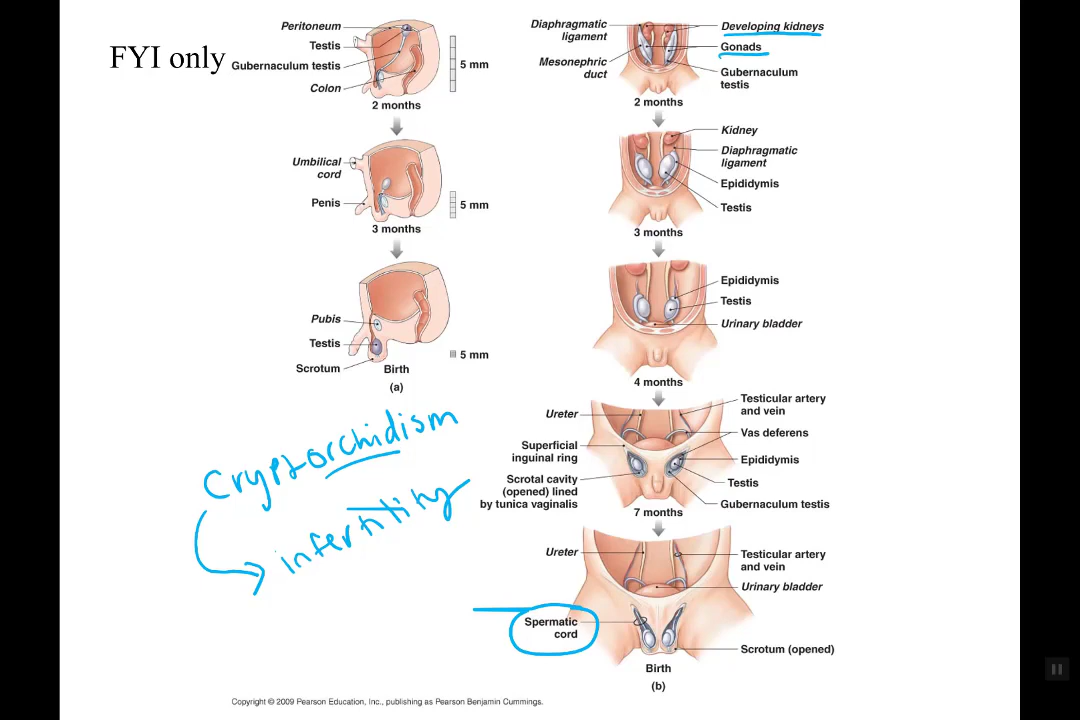 FYI only
Peritoneum
Testis
Gubernaculum testis
Colon
5 mm
2 months
Umbilical
cord
Penis
5 mm
3 months
Pubis
Testis
Scrotum
5 mm
Birth
(a)
Cryptorchidism
infertility
Diaphragmatic
ligament
Mesonephric
duct
Developing kidneys
Gonads
Gubernaculum
testis
2 months
Kidney
Diaphragmatic
ligament
Epididymis
Testis
3 months
Epididymis
Testis
Urinary bladder
4 months
Ureter
Superficial
inguinal ring
Scrotal cavity
(opened) lined
by tunica vaginalis
Testicular artery
and vein
Vas deferens
Epididymis
Testis
Gubernaculum testis
7 months
Ureter
Spermatic
cord
Testicular artery
and vein
Urinary bladder
Scrotum (opened)
Birth
(b)
Copyright © 2009 Pearson Education, Inc., publishing as Pearson Benjamin Cummings.